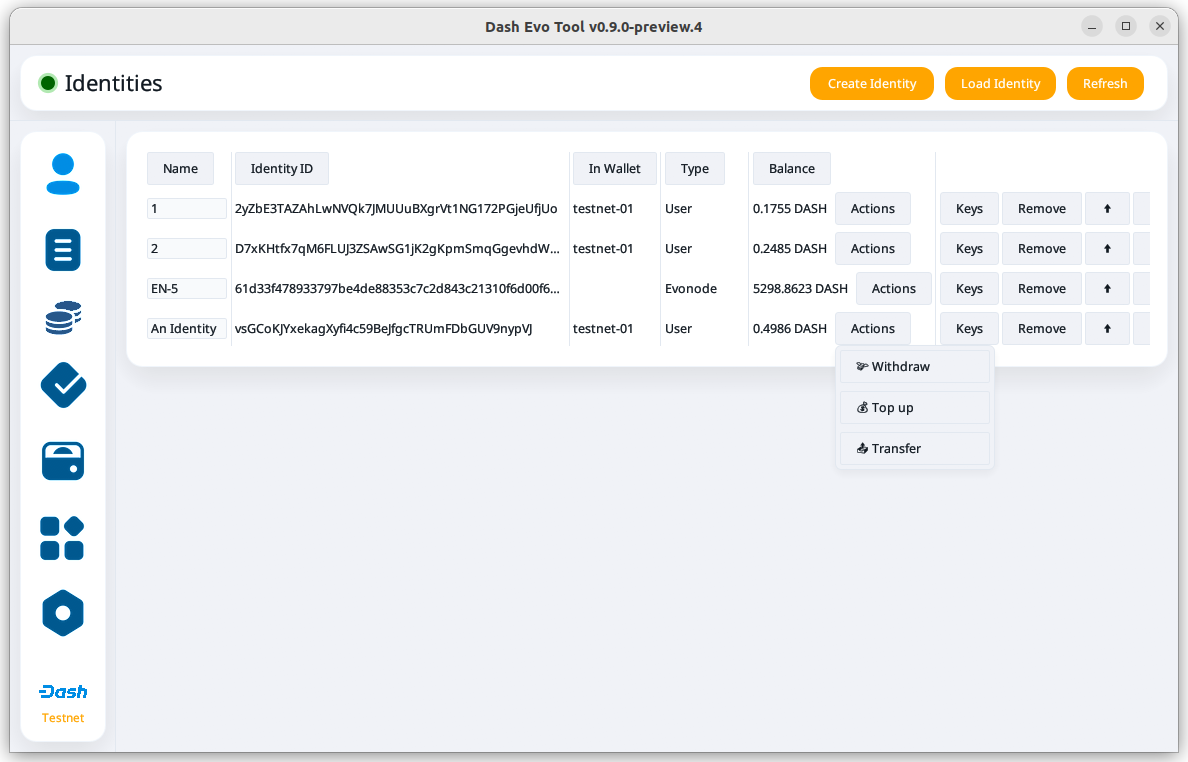 Dash Evo Tool v0.9.0-preview.4
Identities Create Identity Load Identity Refresh
Name Identity ID In Wallet Type Balance
1 2yZbE3TAZAhLwNVQk7JMUUuBXgrVt1NG172PGjeUfjUo testnet-01 User 0.1755 DASH Actions Keys Remove ⬆
2 D7xKHtfx7qM6FLUJ3ZSAwSG1jK2gKpmSmqGgevhdW... testnet-01 User 0.2485 DASH Actions Keys Remove ⬆
EN-5 61d33f478933797be4de88353c7c2d843c21310f6d00f6... Evonode 5298.8623 DASH Actions Keys Remove ⬆
An Identity vsGCoKJYxekagXyfi4c59BeJfgcTRUmFDbGUV9nypVJ testnet-01 User 0.4986 DASH Actions Keys Remove ⬆
💸 Withdraw
💰 Top up
📤 Transfer
Dash
Testnet